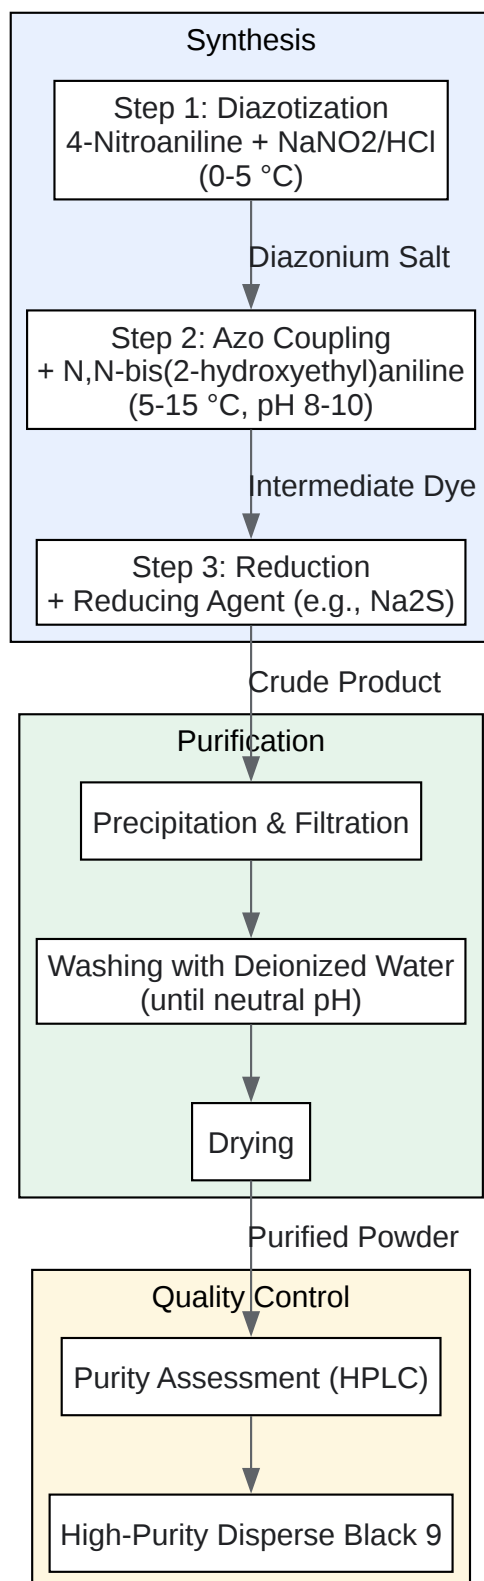 Synthesis
Step 1: Diazotization
4-Nitroaniline + NaNO2/HCl
(0-5 °C)
Diazonium Salt
Step 2: Azo Coupling
+ N,N-bis(2-hydroxyethyl)aniline
(5-15 °C, pH 8-10)
Intermediate Dye
Step 3: Reduction
+ Reducing Agent (e.g., Na2S)
Crude Product
Purification
Precipitation & Filtration
Washing with Deionized Water
(until neutral pH)
Drying
Purified Powder
Quality Control
Purity Assessment (HPLC)
High-Purity Disperse Black 9